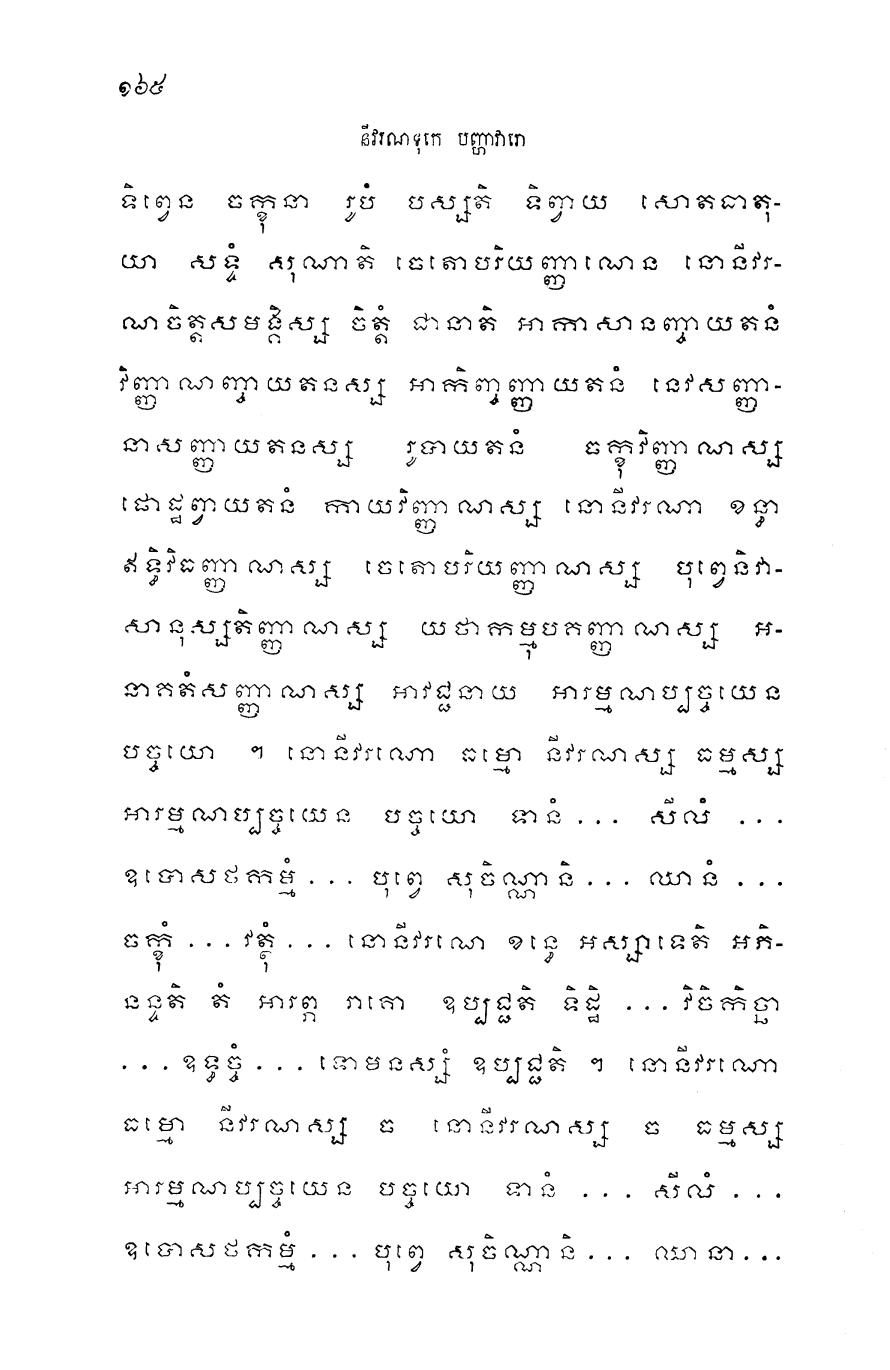 ១៦៥
នីវរណទុកេ បញ្ហាវារោ
ទិព្វេន ចក្ខុនា រូបំ បស្សតិ ទិព្វាយ សោតធាតុ-
យា សទ្ទំ សុណាតិ ចេតោបរិយញ្ញាណេន នោនីវរ-
ណចិត្តសមង្គិស្ស ចិត្តំ ជានាតិ អាកាសានញ្ចាយតនំ
វិញ្ញាណញ្ចាយតនស្ស អាកិញ្ចញ្ញាយតនំ នេវសញ្ញា-
នាសញ្ញាយតនស្ស រូបាយតនំ ចក្ខុវិញ្ញាណស្ស
ផោដ្ឋព្វាយតនំ កាយវិញ្ញាណស្ស នោនីវរណា ខន្ធា
ឥទ្ធិវិធញ្ញាណស្ស ចេតោបរិយញ្ញាណស្ស បុព្វេនិវា-
សានុស្សតិញ្ញាណស្ស យថាកម្មុបគញ្ញាណស្ស អ-
នាគតំសញ្ញាណស្ស អាវជ្ជនាយ អារម្មណប្បច្ចយេន
បច្ចយោ ។ នោនីវរណោ ធម្មោ នីវរណស្ស ធម្មស្ស
អារម្មណប្បច្ចយេន បច្ចយោ ទានំ ... សីលំ ...
ឧបោសថកម្មំ ... បុព្វេ សុចិណ្ណានិ ... ឈានំ ...
ចក្ខុំ ... វត្ថុំ ... នោនីវរណេ ខន្ធេ អស្សាទេតិ អភិ-
នន្ទតិ តំ អារព្ភ រាគោ ឧប្បជ្ជតិ ទិដ្ឋិ ... វិចិកិច្ឆា
... ឧទ្ធច្ចំ ... ទោមនស្សំ ឧប្បជ្ជតិ ។ នោនីវរណោ
ធម្មោ នីវរណស្ស ច នោនីវរណស្ស ច ធម្មស្ស
អារម្មណប្បច្ចយេន បច្ចយោ ទានំ ... សីលំ ...
ឧបោសថកម្មំ ... បុព្វេ សុចិណ្ណានិ ... ឈានា ...